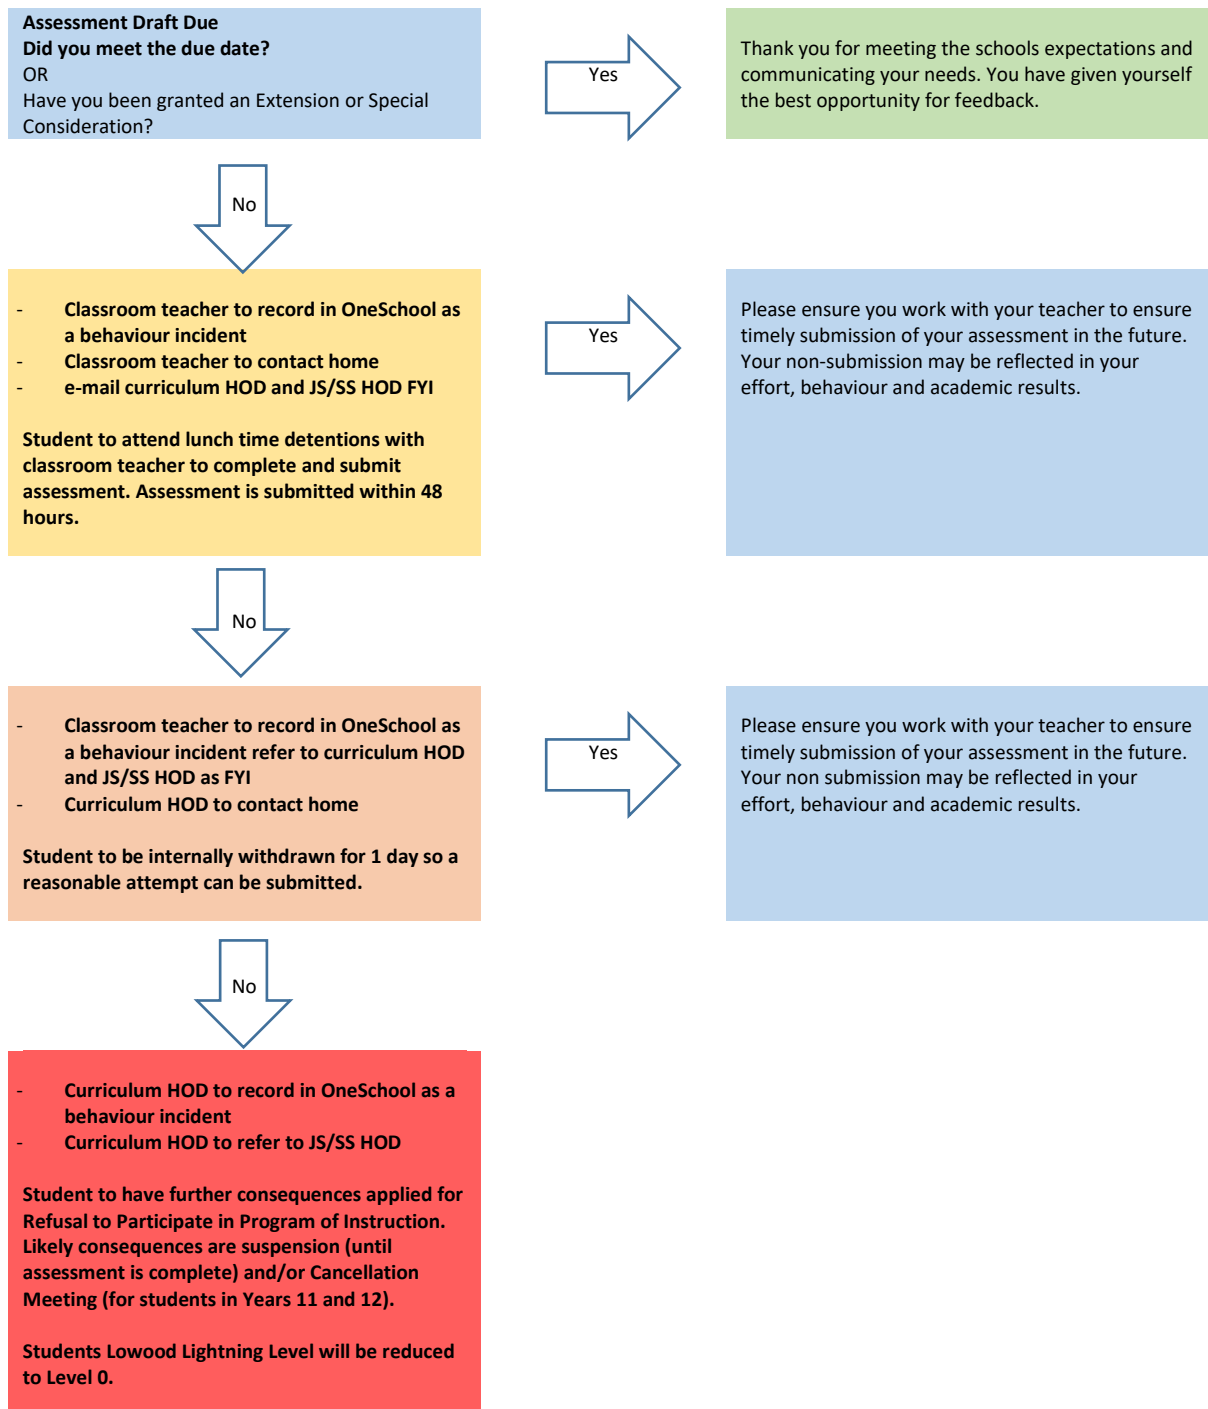 Assessment Draft Due
Did you meet the due date?
OR
Have you been granted an Extension or Special
Consideration?
Yes
Thank you for meeting the schools expectations and
communicating your needs. You have given yourself
the best opportunity for feedback.
No
- Classroom teacher to record in OneSchool as
a behaviour incident
- Classroom teacher to contact home
- e-mail curriculum HOD and JS/SS HOD FYI
Student to attend lunch time detentions with
classroom teacher to complete and submit
assessment. Assessment is submitted within 48
hours.
Yes
Please ensure you work with your teacher to ensure
timely submission of your assessment in the future.
Your non-submission may be reflected in your
effort, behaviour and academic results.
No
- Classroom teacher to record in OneSchool as
a behaviour incident refer to curriculum HOD
and JS/SS HOD as FYI
- Curriculum HOD to contact home
Student to be internally withdrawn for 1 day so a
reasonable attempt can be submitted.
Yes
Please ensure you work with your teacher to ensure
timely submission of your assessment in the future.
Your non submission may be reflected in your
effort, behaviour and academic results.
No
- Curriculum HOD to record in OneSchool as a
behaviour incident
- Curriculum HOD to refer to JS/SS HOD
Student to have further consequences applied for
Refusal to Participate in Program of Instruction.
Likely consequences are suspension (until
assessment is complete) and/or Cancellation
Meeting (for students in Years 11 and 12).
Students Lowood Lightning Level will be reduced
to Level 0.